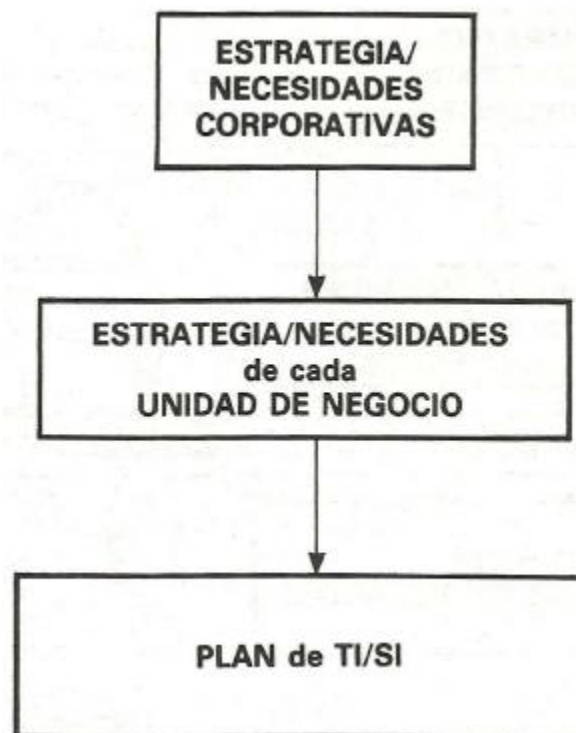 ESTRATEGIA/
NECESIDADES
CORPORATIVAS
ESTRATEGIA/NECESIDADES
de cada
UNIDAD DE NEGOCIO
PLAN de TI/SI